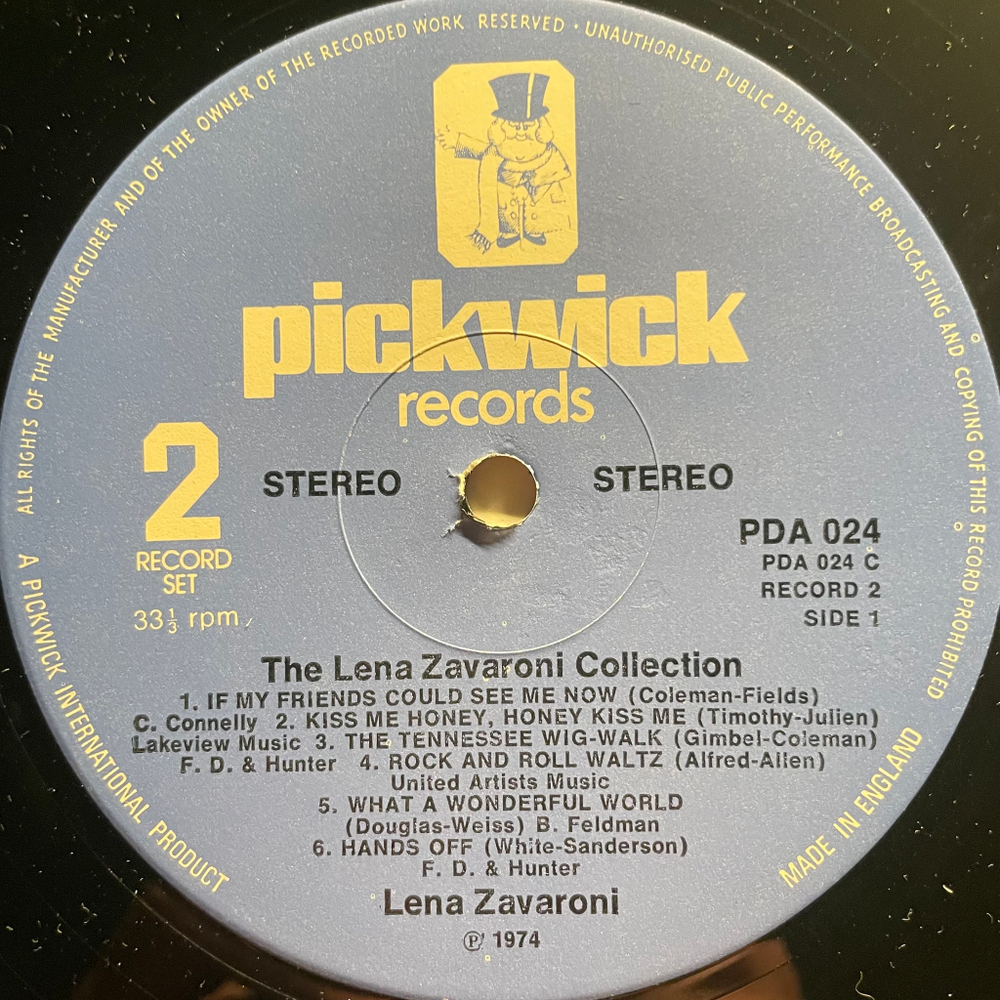 ALL RIGHTS OF THE MANUFACTURER AND OF THE OWNER OF THE RECORDED WORK RESERVED · UNAUTHORISED PUBLIC PERFORMANCE BROADCASTING AND COPYING OF THIS RECORD PROHIBITED
pickwick
records
2
RECORD
SET
33⅓ rpm
STEREO STEREO
PDA 024
PDA 024 C
RECORD 2
SIDE 1
The Lena Zavaroni Collection
1. IF MY FRIENDS COULD SEE ME NOW (Coleman-Fields)
C. Connelly 2. KISS ME HONEY, HONEY KISS ME (Timothy-Julien)
Lakeview Music 3. THE TENNESSEE WIG-WALK (Gimbel-Coleman)
F. D. & Hunter 4. ROCK AND ROLL WALTZ (Alfred-Allen)
United Artists Music
5. WHAT A WONDERFUL WORLD
(Douglas-Weiss) B. Feldman
6. HANDS OFF (White-Sanderson)
F. D. & Hunter
Lena Zavaroni
℗ 1974
A PICKWICK INTERNATIONAL PRODUCT
MADE IN ENGLAND